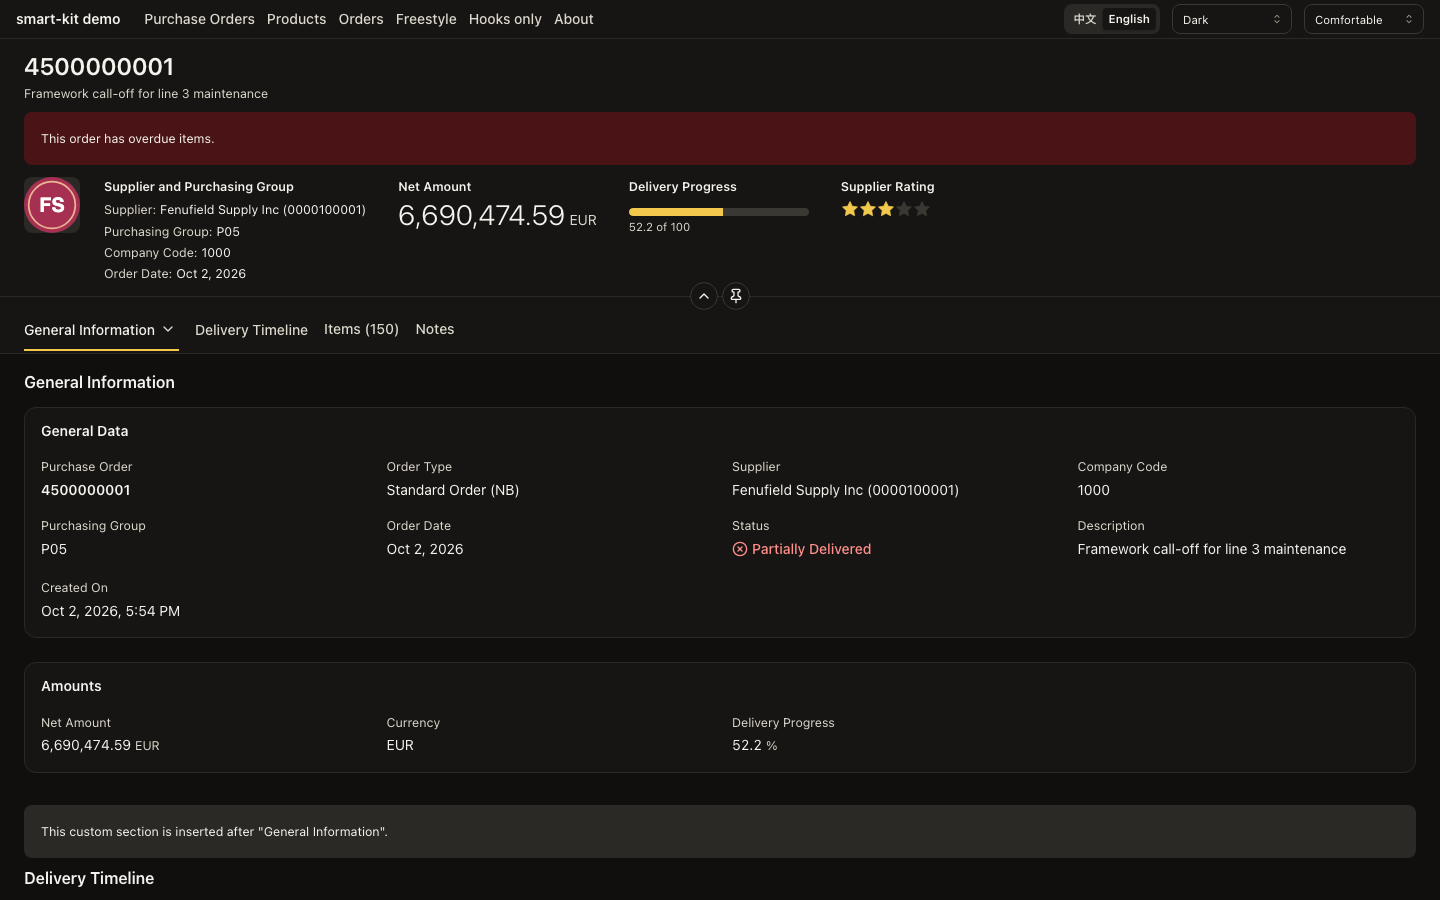 smart-kit demo Purchase Orders Products Orders Freestyle Hooks only About 中文 English Dark Comfortable
4500000001
Framework call-off for line 3 maintenance
This order has overdue items.
FS
Supplier and Purchasing Group
Supplier: Fenufield Supply Inc (0000100001)
Purchasing Group: P05
Company Code: 1000
Order Date: Oct 2, 2026
Net Amount
6,690,474.59 EUR
Delivery Progress
52.2 of 100
Supplier Rating
General Information Delivery Timeline Items (150) Notes
General Information
General Data
Purchase Order Order Type Supplier Company Code
4500000001 Standard Order (NB) Fenufield Supply Inc (0000100001) 1000
Purchasing Group Order Date Status Description
P05 Oct 2, 2026 Partially Delivered Framework call-off for line 3 maintenance
Created On
Oct 2, 2026, 5:54 PM
Amounts
Net Amount Currency Delivery Progress
6,690,474.59 EUR EUR 52.2 %
This custom section is inserted after "General Information".
Delivery Timeline